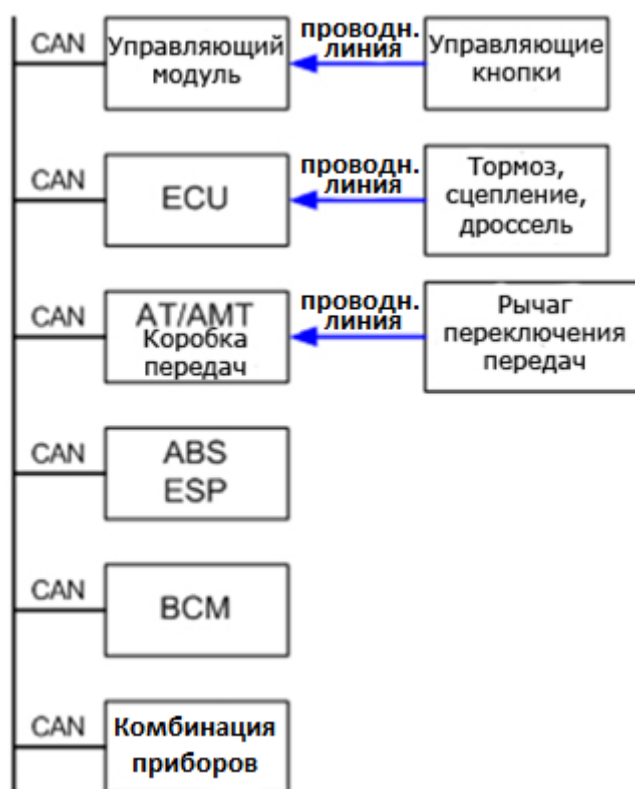 CAN
Управляющий
модуль
проводн.
линия
Управляющие
кнопки
CAN
ECU
проводн.
линия
Тормоз,
сцепление,
дроссель
CAN
AT/AMT
Коробка
передач
проводн.
линия
Рычаг
переключения
передач
CAN
ABS
ESP
CAN
BCM
CAN
Комбинация
приборов